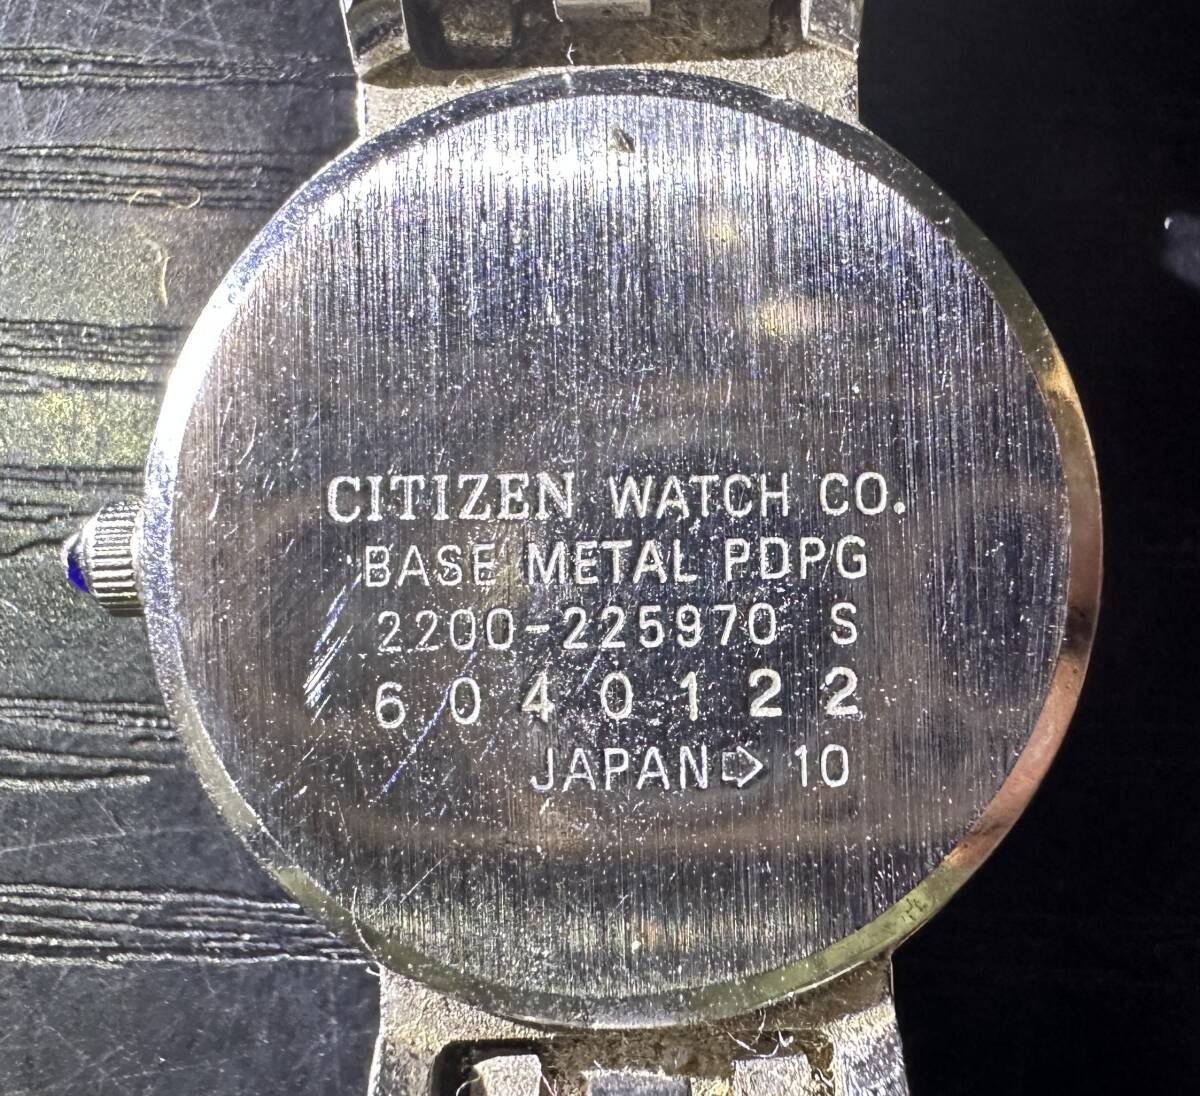 CITIZEN WATCH CO.
BASE METAL PDPG
2200-225970 S
6040122
JAPAN⇨ 10